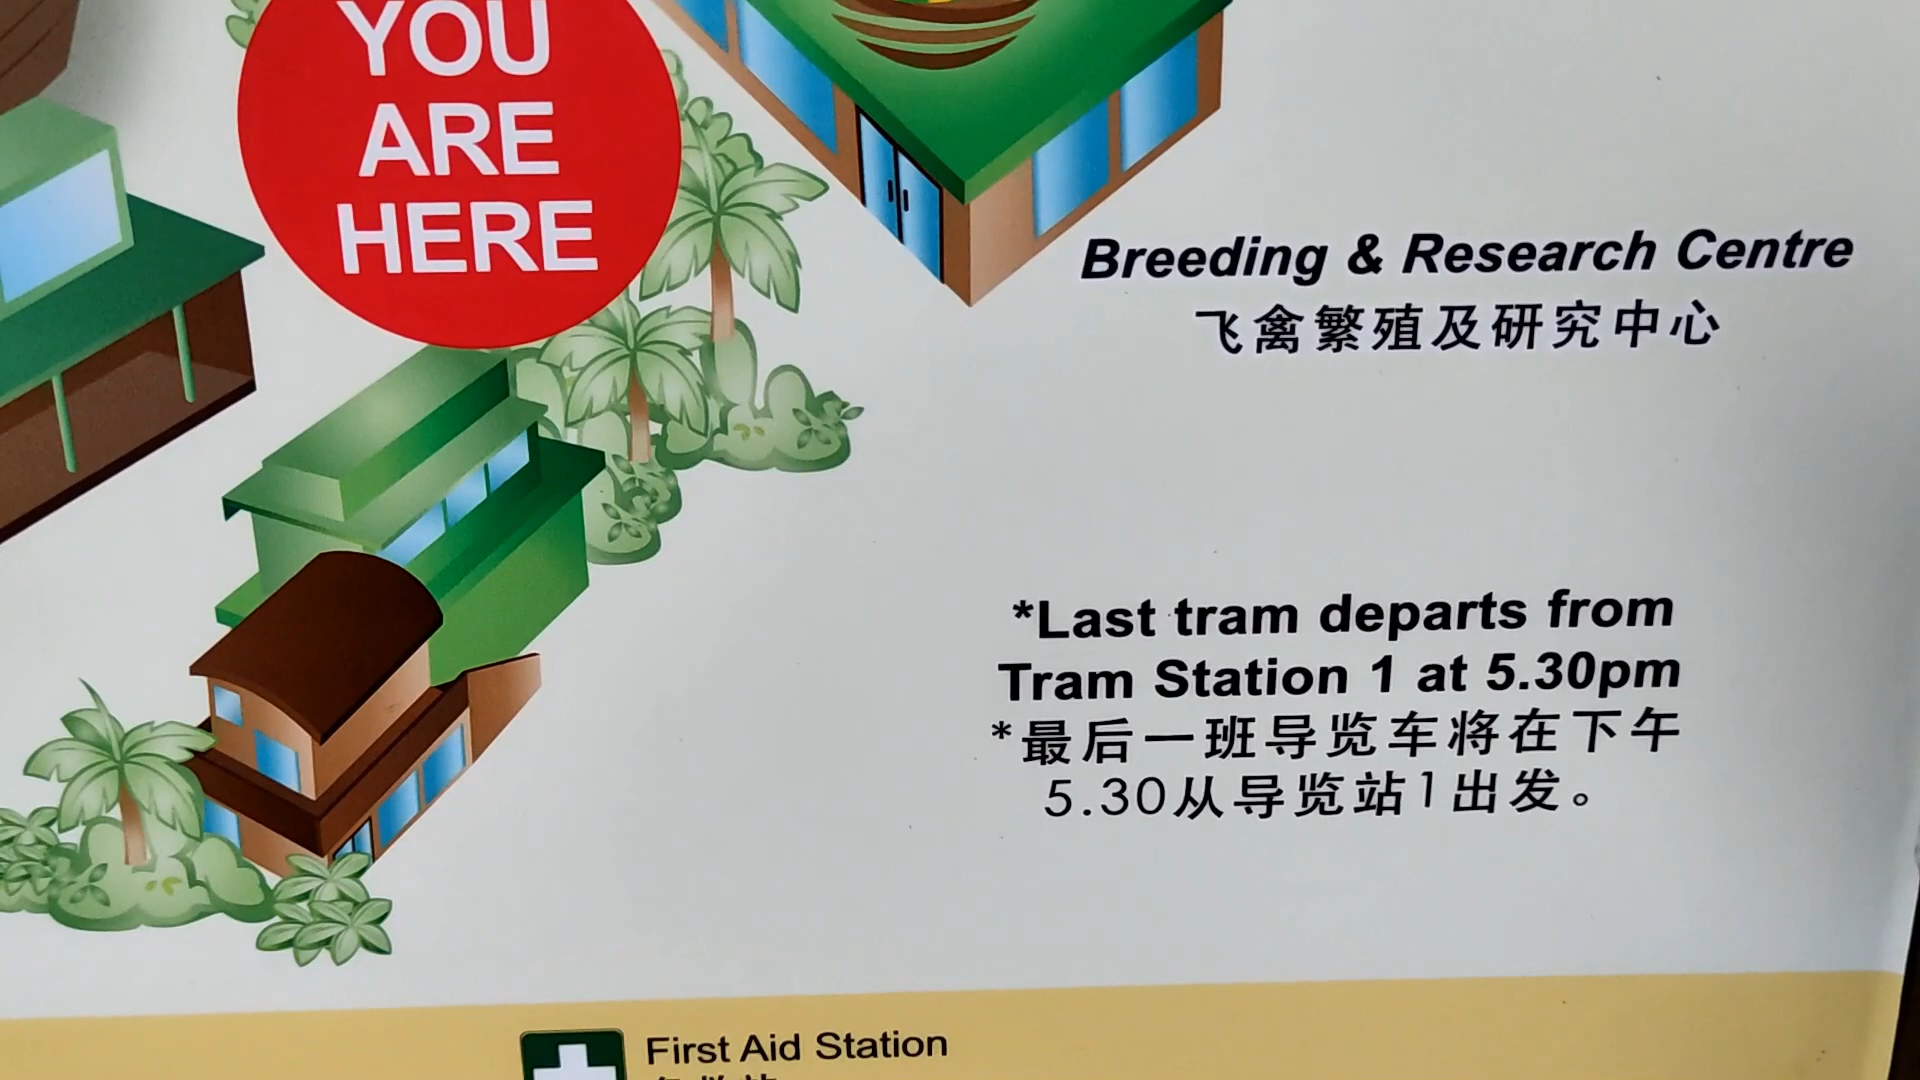 YOU
ARE
HERE
Breeding & Research Centre
飞禽繁殖及研究中心
*Last tram departs from
Tram Station 1 at 5.30pm
*最后一班导览车将在下午
5.30从导览站1出发。
First Aid Station